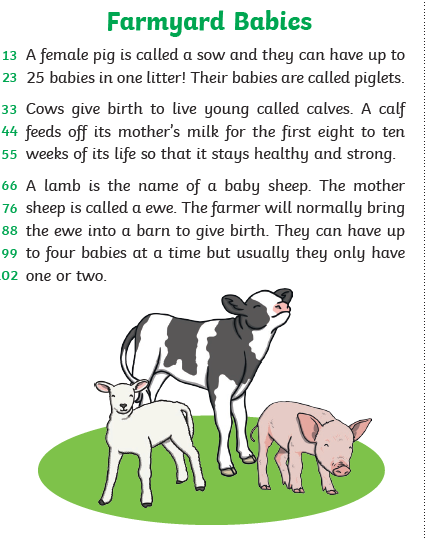 Farmyard Babies
13 A female pig is called a sow and they can have up to
23 25 babies in one litter! Their babies are called piglets.
33 Cows give birth to live young called calves. A calf
44 feeds off its mother's milk for the first eight to ten
55 weeks of its life so that it stays healthy and strong.
66 A lamb is the name of a baby sheep. The mother
76 sheep is called a ewe. The farmer will normally bring
88 the ewe into a barn to give birth. They can have up
99 to four babies at a time but usually they only have
02 one or two.